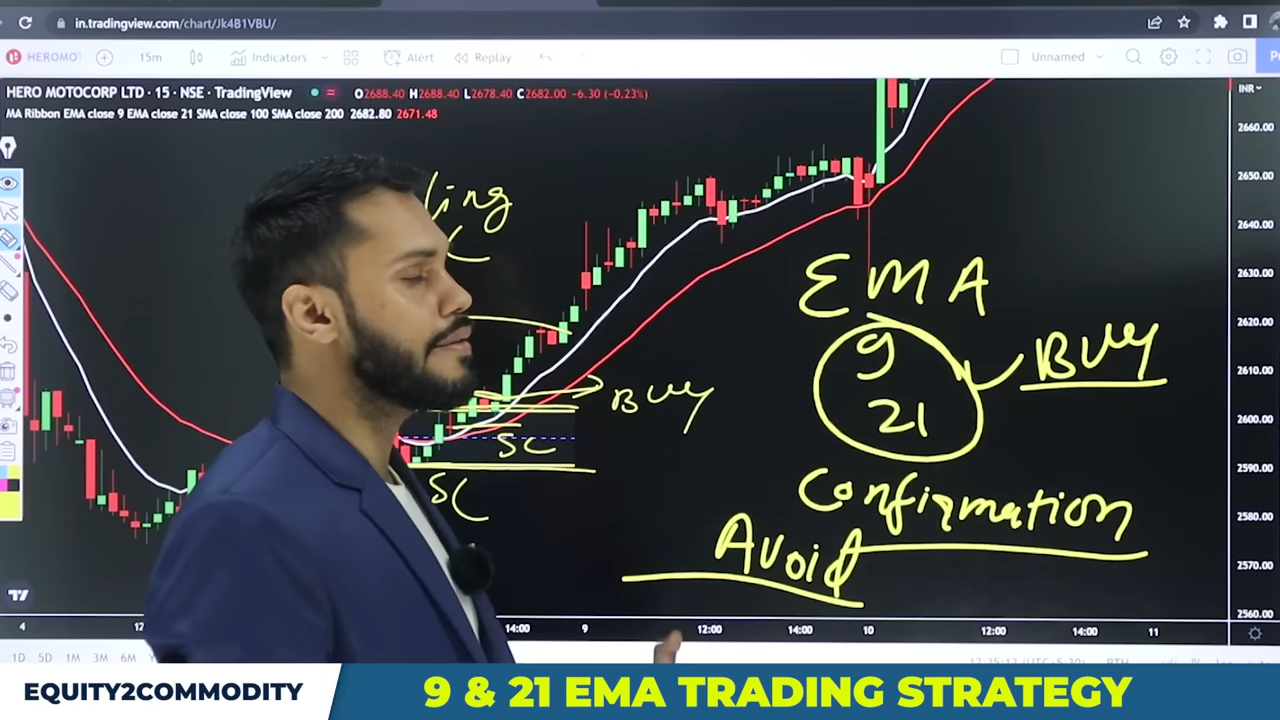 in.tradingview.com/chart/Jk4B1VBU/
HEROMO
15m
Indicators
Alert
Replay
Unnamed
HERO MOTOCORP LTD · 15 · NSE · TradingView
O2688.40 H2688.40 L2678.40 C2682.00 −6.30 (−0.23%)
MA Ribbon EMA close 9 EMA close 21 SMA close 100 SMA close 200 2682.80 2671.48
INR
2660.00
2650.00
2640.00
2630.00
2620.00
2610.00
2600.00
2590.00
2580.00
2570.00
2560.00
ling
EMA
9
21
Buy
Buy
SL
SL
Confirmation
Avoid
4
14:00
9
12:00
14:00
10
12:00
14:00
11
1D 5D 1M 3M 6M
EQUITY2COMMODITY
9 & 21 EMA TRADING STRATEGY